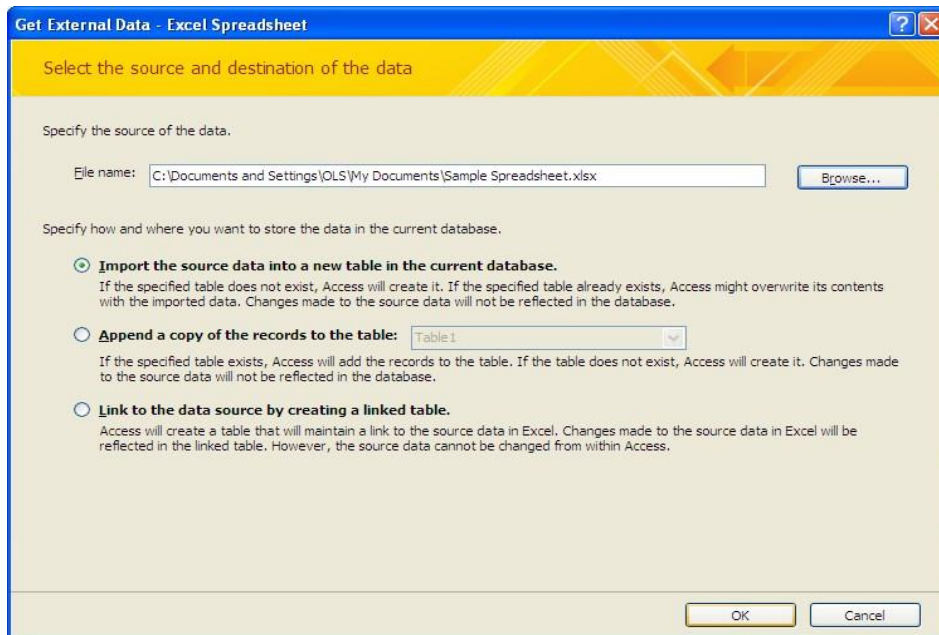 Get External Data - Excel Spreadsheet
Select the source and destination of the data
Specify the source of the data.
File name: C:\Documents and Settings\OLS\My Documents\Sample Spreadsheet.xlsx Browse...
Specify how and where you want to store the data in the current database.
Import the source data into a new table in the current database.
If the specified table does not exist, Access will create it. If the specified table already exists, Access might overwrite its contents
with the imported data. Changes made to the source data will not be reflected in the database.
Append a copy of the records to the table: Table1
If the specified table exists, Access will add the records to the table. If the table does not exist, Access will create it. Changes made
to the source data will not be reflected in the database.
Link to the data source by creating a linked table.
Access will create a table that will maintain a link to the source data in Excel. Changes made to the source data in Excel will be
reflected in the linked table. However, the source data cannot be changed from within Access.
OK Cancel